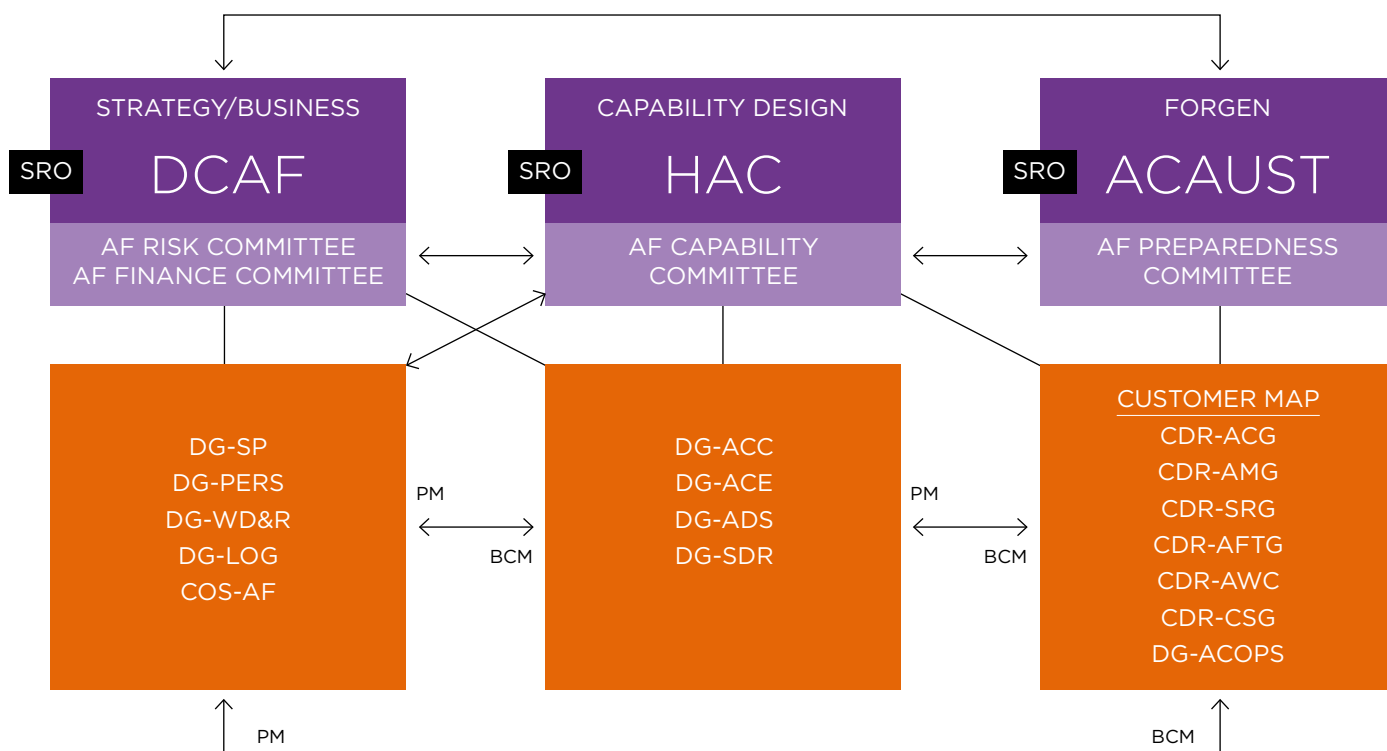 STRATEGY/BUSINESS
SRO
DCAF
AF RISK COMMITTEE
AF FINANCE COMMITTEE
CAPABILITY DESIGN
SRO
HAC
AF CAPABILITY
COMMITTEE
FORGEN
SRO
ACAUST
AF PREPAREDNESS
COMMITTEE
DG-SP
DG-PERS
DG-WD&R
DG-LOG
COS-AF
PM
BCM
DG-ACC
DG-ACE
DG-ADS
DG-SDR
PM
BCM
CUSTOMER MAP
CDR-ACG
CDR-AMG
CDR-SRG
CDR-AFTG
CDR-AWC
CDR-CSG
DG-ACOPS
PM
BCM